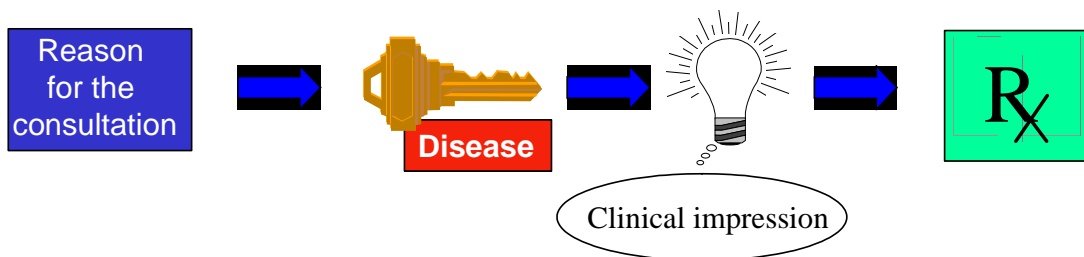 Reason
for the
consultation
Disease
Clinical impression
Rx